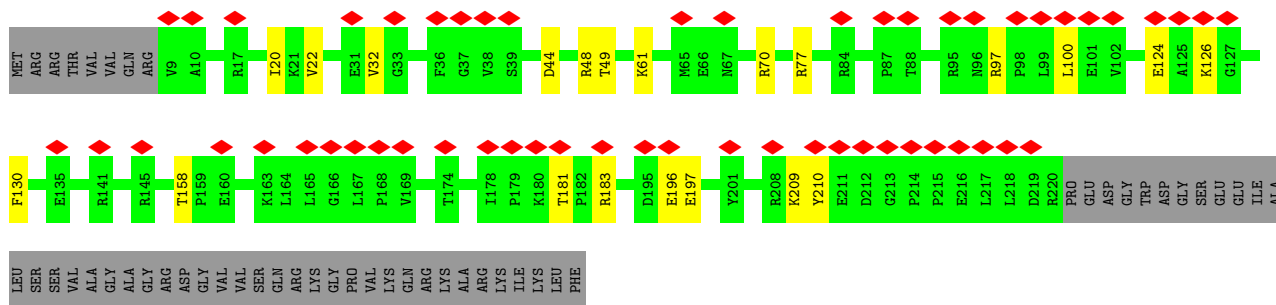 MET ARG ARG THR VAL VAL GLN ARG V9 A10 R17 I20 K21 V22 E31 V32 G33 F36 G37 V38 S39 D44 R48 T49 K61 M65 E66 N67 R70 R77 R84 P87 T88 R95 N96 R97 P98 L99 L100 E101 V102 E124 A125 K126 G127
F130 E135 R141 R145 T158 P159 E160 K163 L164 L165 G166 L167 P168 V169 T174 I178 P179 K180 T181 P182 R183 D195 E196 E197 Y201 R208 K209 Y210 E211 D212 G213 P214 P215 E216 L217 L218 D219 R220 PRO GLU ASP GLY TRP ASP GLY SER GLU GLU ILE ALA
LEU SER SER VAL ALA GLY ALA GLY ARG ASP GLY VAL VAL SER GLN ARG LYS GLY PRO VAL LYS GLN ARG LYS ALA ARG LYS ILE LYS LEU PHE